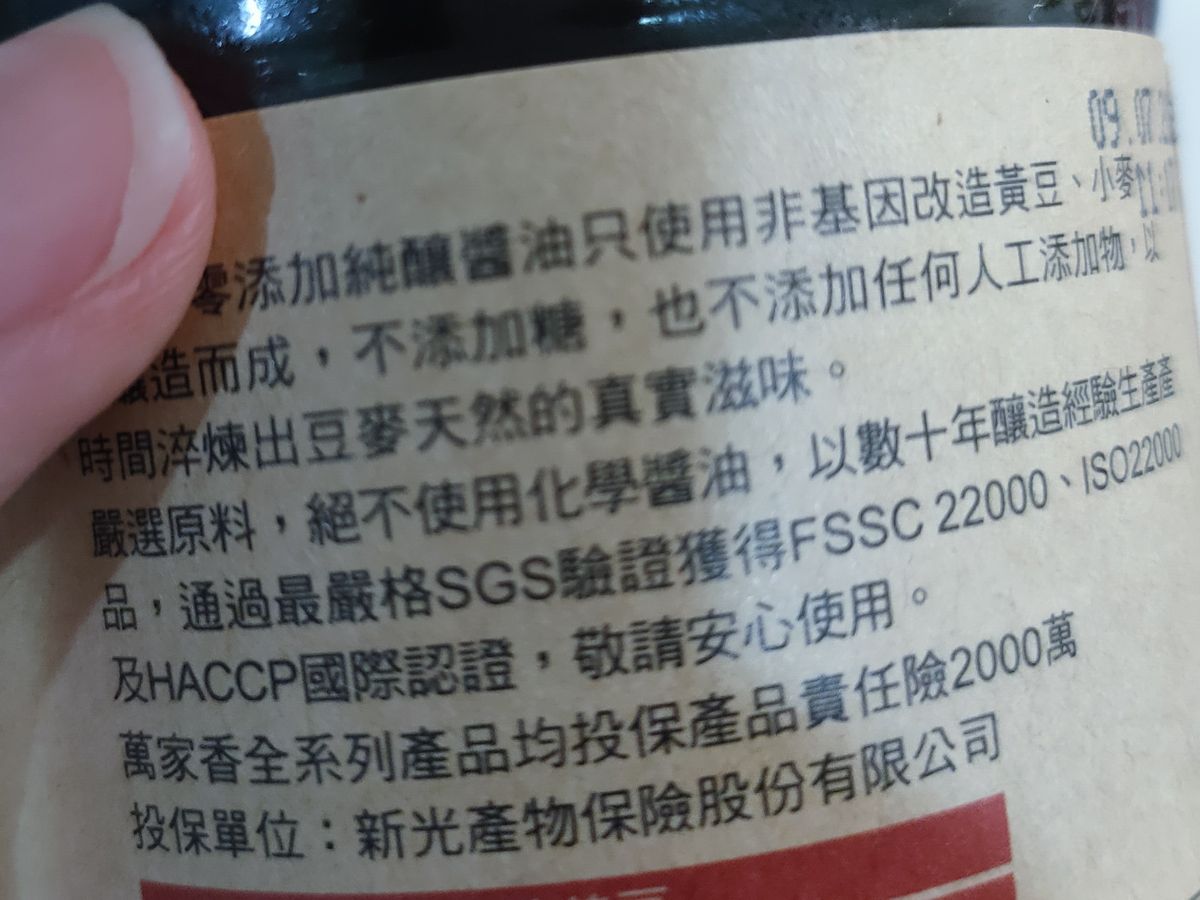 09.07
11:07
零添加純釀醬油只使用非基因改造黃豆、小麥
釀造而成，不添加糖，也不添加任何人工添加物，以
時間淬煉出豆麥天然的真實滋味。
嚴選原料，絕不使用化學醬油，以數十年釀造經驗生產產
品，通過最嚴格SGS驗證獲得FSSC 22000、ISO22000
及HACCP國際認證，敬請安心使用。
萬家香全系列產品均投保產品責任險2000萬
投保單位：新光產物保險股份有限公司